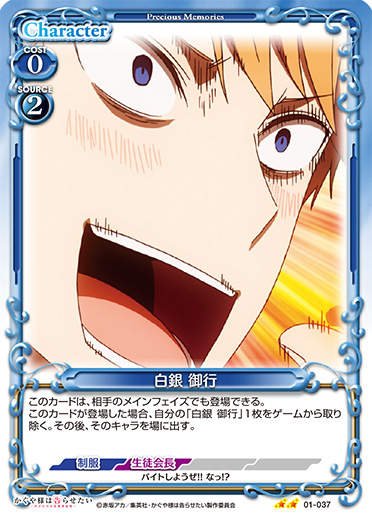 Precious Memories
Character
COST
0
SOURCE
2
白銀 御行
このカードは、相手のメインフェイズでも登場できる。
このカードが登場した場合、自分の「白銀 御行」1枚をゲームから取り
除く。その後、そのキャラを場に出す。
制服 生徒会長
バイトしようぜ!! なっ!?
かぐや様は告らせたい
©赤坂アカ/集英社・かぐや様は告らせたい製作委員会
01-037